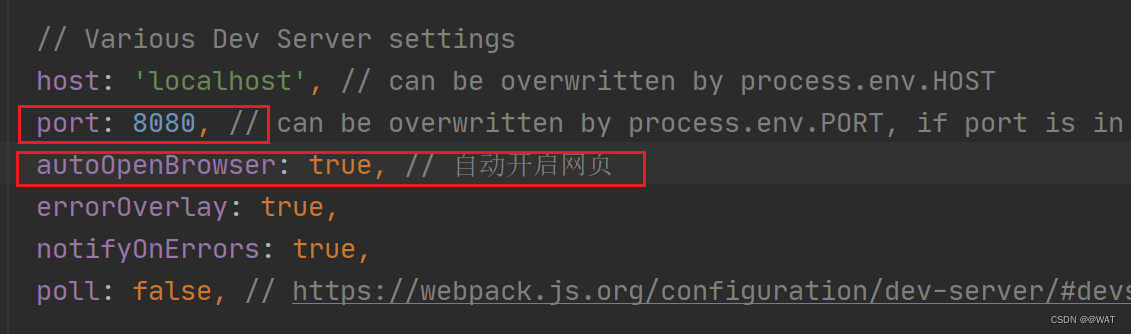 // Various Dev Server settings
host: 'localhost', // can be overwritten by process.env.HOST
port: 8080, // can be overwritten by process.env.PORT, if port is in
autoOpenBrowser: true, // 自动开启网页
errorOverlay: true,
notifyOnErrors: true,
poll: false, // https://webpack.js.org/configuration/dev-server/#devs
CSDN @@WAT